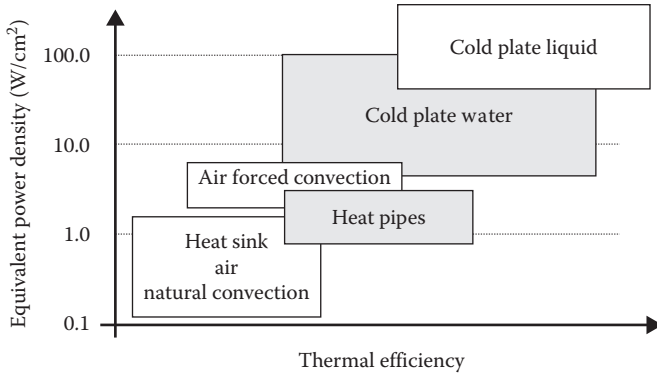 Equivalent power density (W/cm²)
100.0
10.0
1.0
0.1
Cold plate liquid
Cold plate water
Air forced convection
Heat pipes
Heat sink
air
natural convection
Thermal efficiency